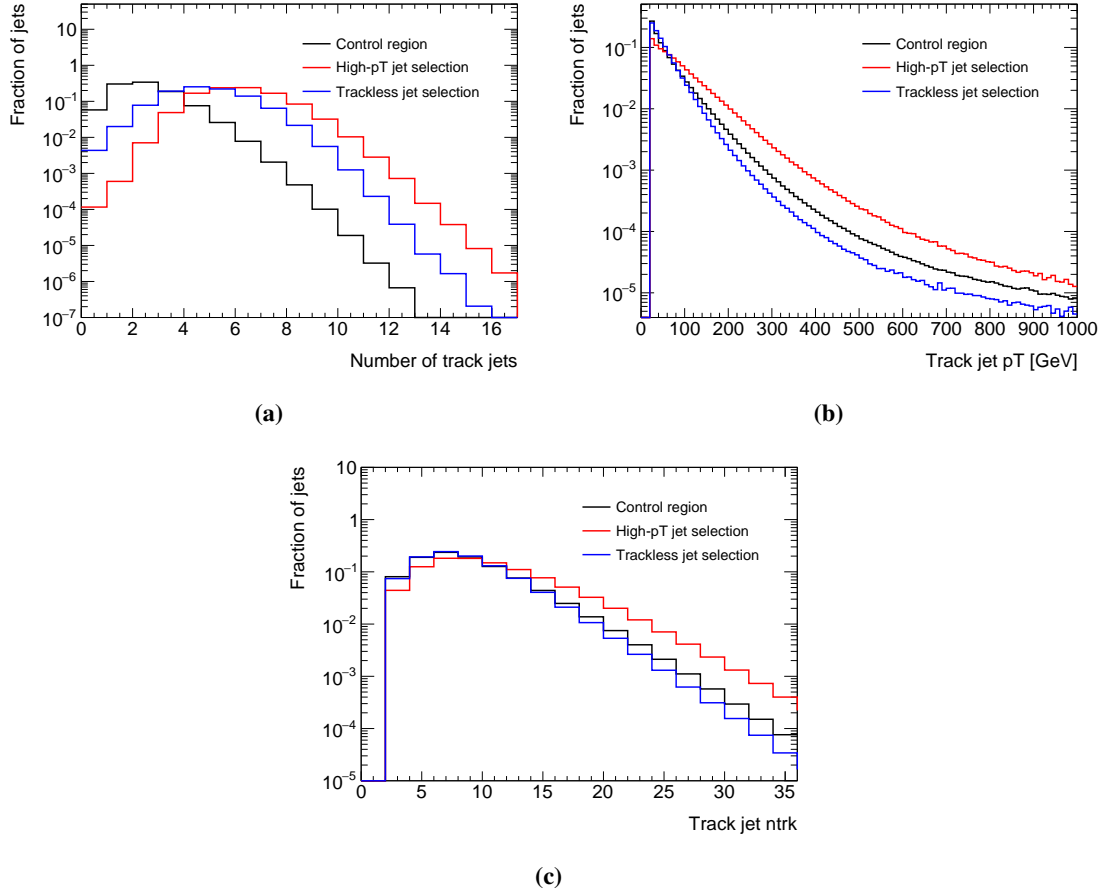 Fraction of jets
10
1
10−1
10−2
10−3
10−4
10−5
10−6
10−7
Control region
High-pT jet selection
Trackless jet selection
0 2 4 6 8 10 12 14 16
Number of track jets
(a)
Fraction of jets
10−1
10−2
10−3
10−4
10−5
Control region
High-pT jet selection
Trackless jet selection
0 100 200 300 400 500 600 700 800 900 1000
Track jet pT [GeV]
(b)
Fraction of jets
10
1
10−1
10−2
10−3
10−4
10−5
Control region
High-pT jet selection
Trackless jet selection
0 5 10 15 20 25 30 35
Track jet ntrk
(c)